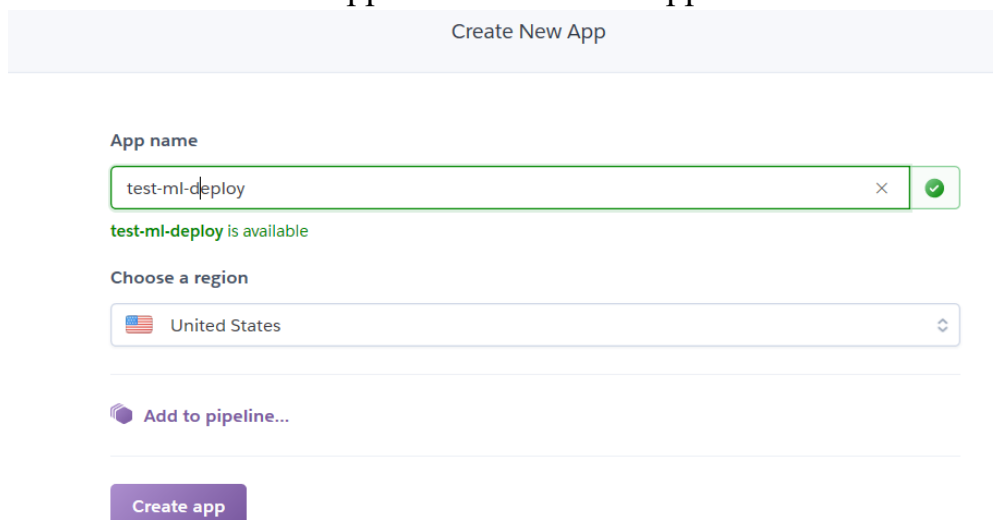 Create New App
App name
test-ml-deploy
test-ml-deploy is available
Choose a region
United States
Add to pipeline...
Create app